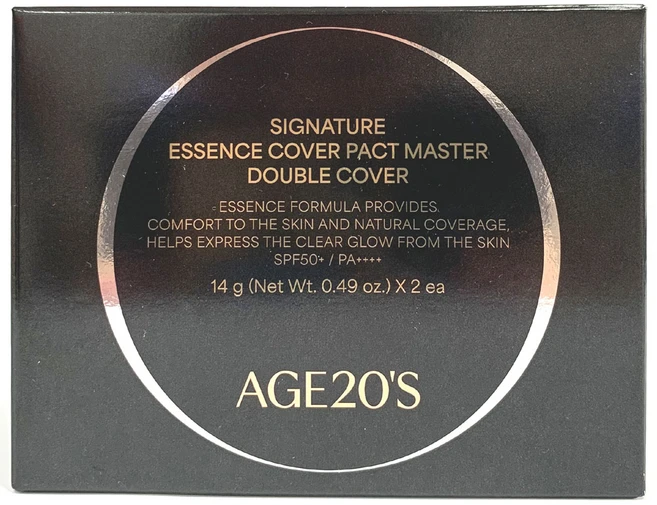 SIGNATURE
ESSENCE COVER PACT MASTER
DOUBLE COVER
ESSENCE FORMULA PROVIDES.
COMFORT TO THE SKIN AND NATURAL COVERAGE,
HELPS EXPRESS THE CLEAR GLOW FROM THE SKIN
SPF50+ / PA++++
14 g (Net Wt. 0.49 oz.) X 2 ea
AGE20'S